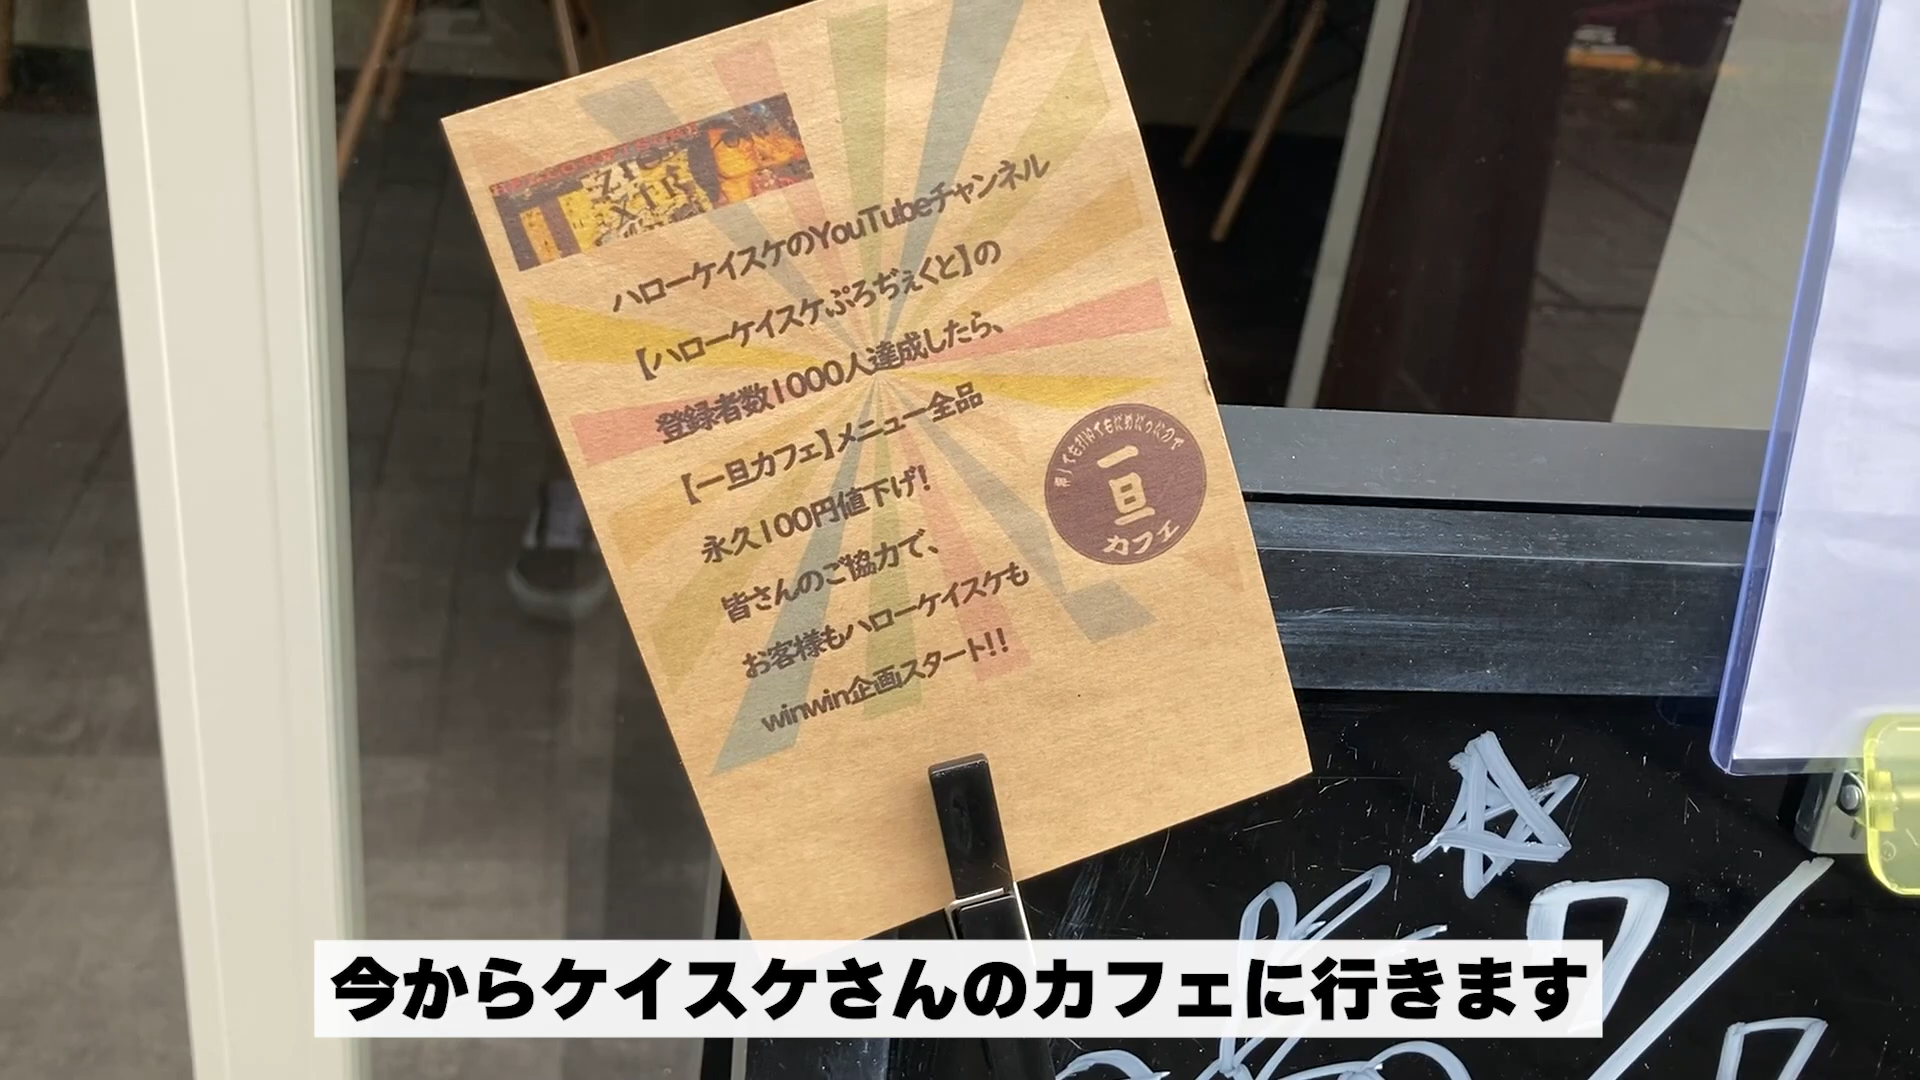 ハローケイスケのYouTubeチャンネル
【ハローケイスケぷろぢぇくと】の
登録者数1000人達成したら、
【一旦カフェ】メニュー全品
永久100円値下げ！
皆さんのご協力で、
お客様もハローケイスケも
winwin企画スタート！！
一旦
カフェ
今からケイスケさんのカフェに行きます